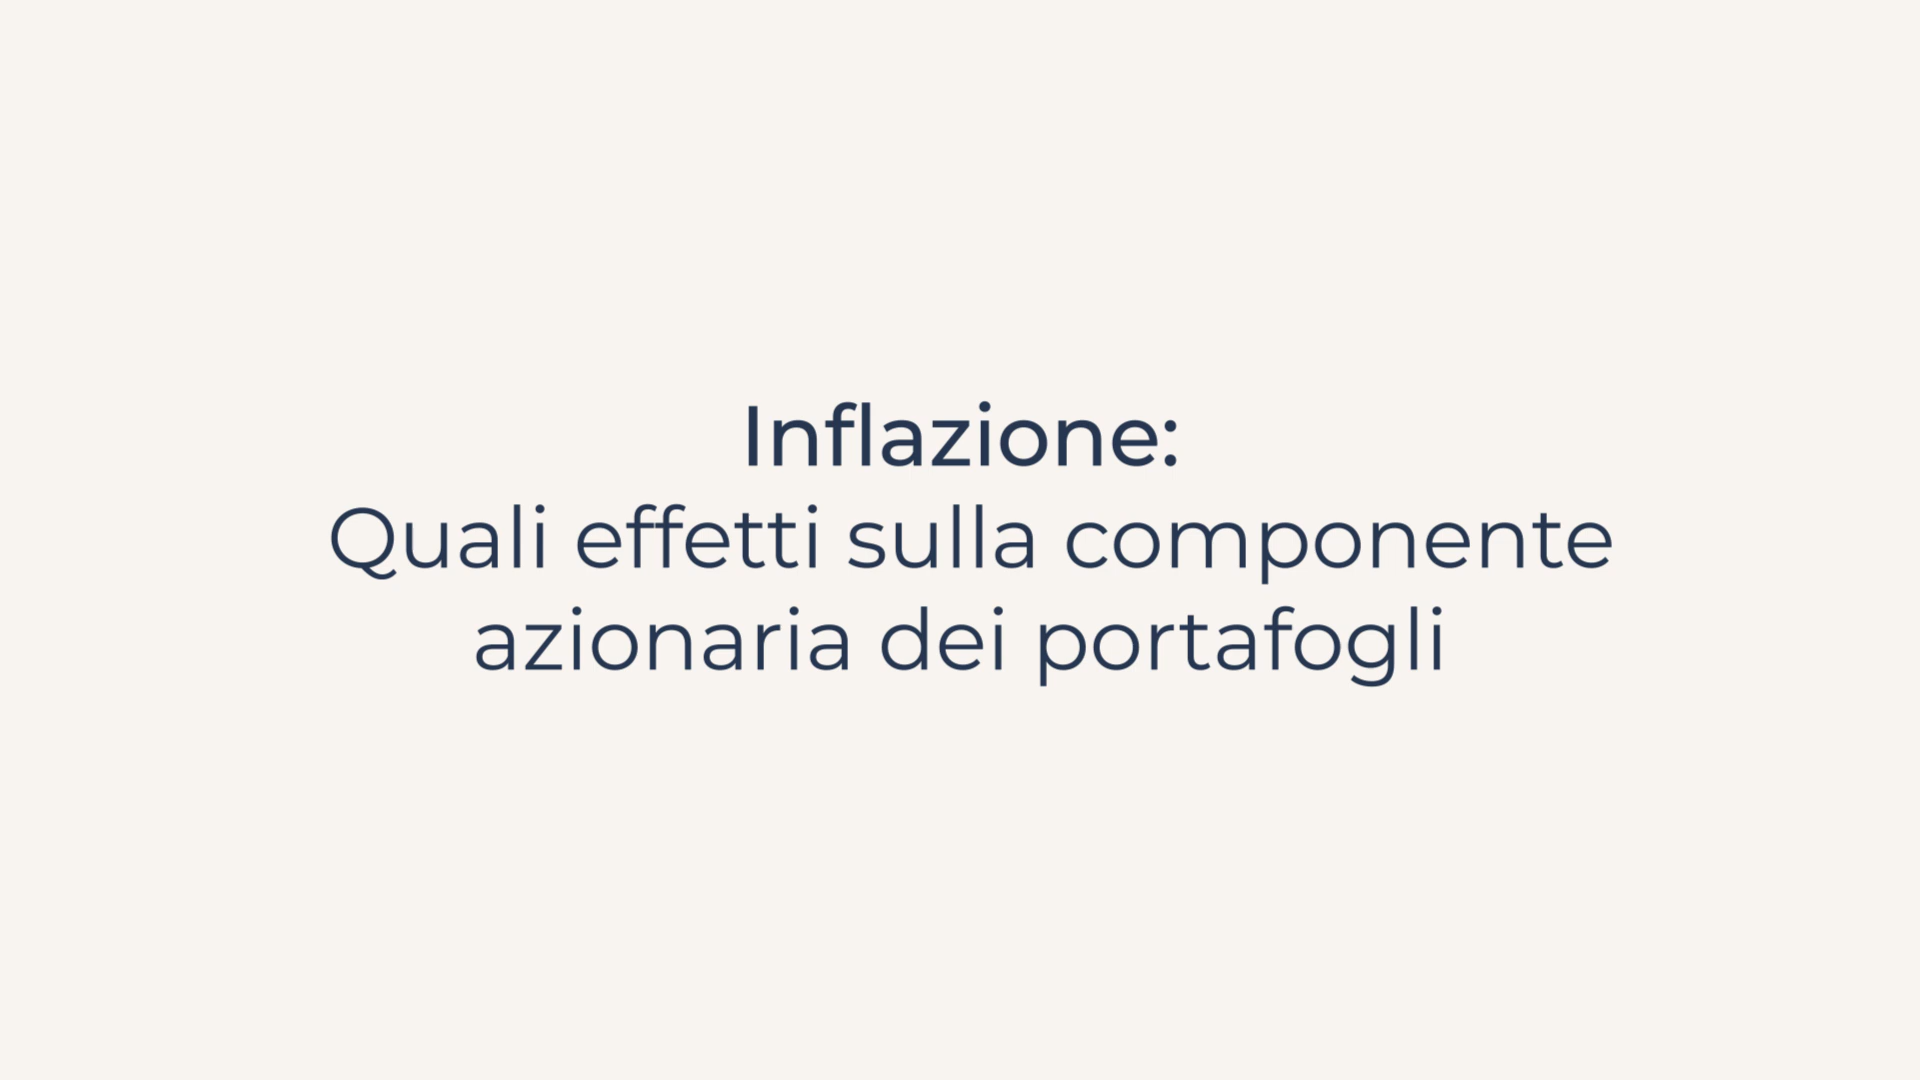 Inflazione:
Quali effetti sulla componente
azionaria dei portafogli